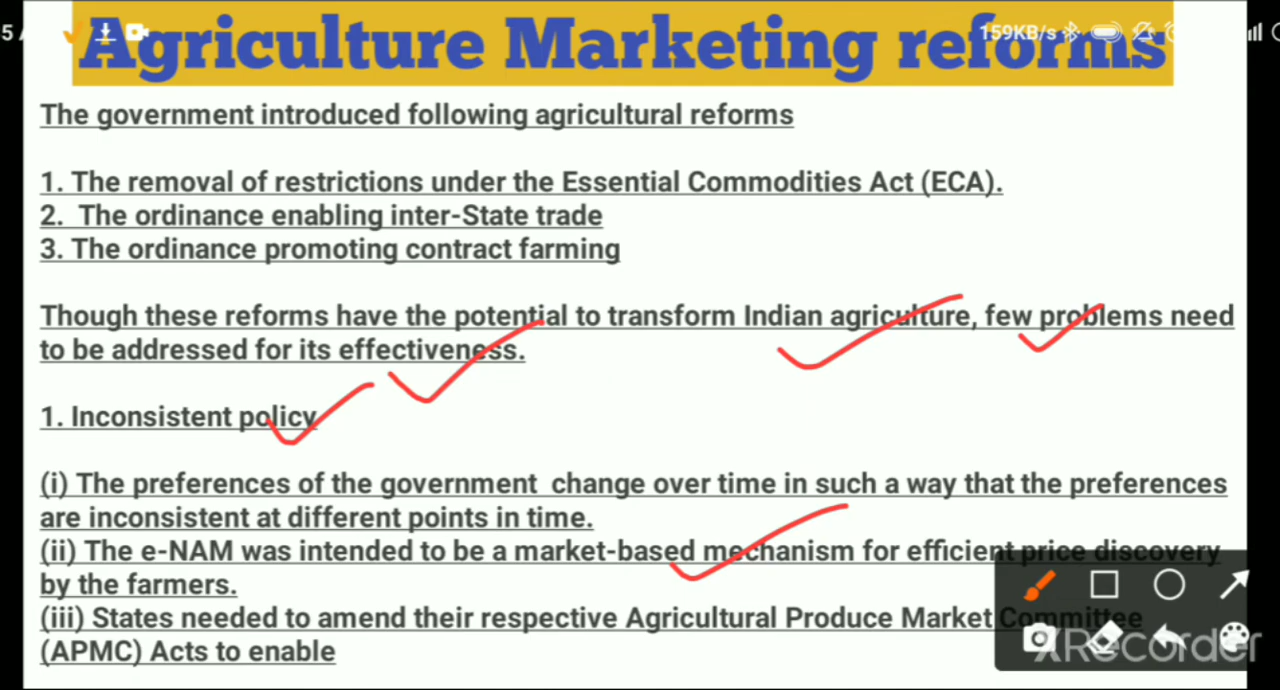 5
159KB/s
Agriculture Marketing reforms
The government introduced following agricultural reforms
1. The removal of restrictions under the Essential Commodities Act (ECA).
2. The ordinance enabling inter-State trade
3. The ordinance promoting contract farming
Though these reforms have the potential to transform Indian agriculture, few problems need
to be addressed for its effectiveness.
1. Inconsistent policy
(i) The preferences of the government change over time in such a way that the preferences
are inconsistent at different points in time.
(ii) The e-NAM was intended to be a market-based mechanism for efficient price discovery
by the farmers.
(iii) States needed to amend their respective Agricultural Produce Market Committee
(APMC) Acts to enable
XRecorder